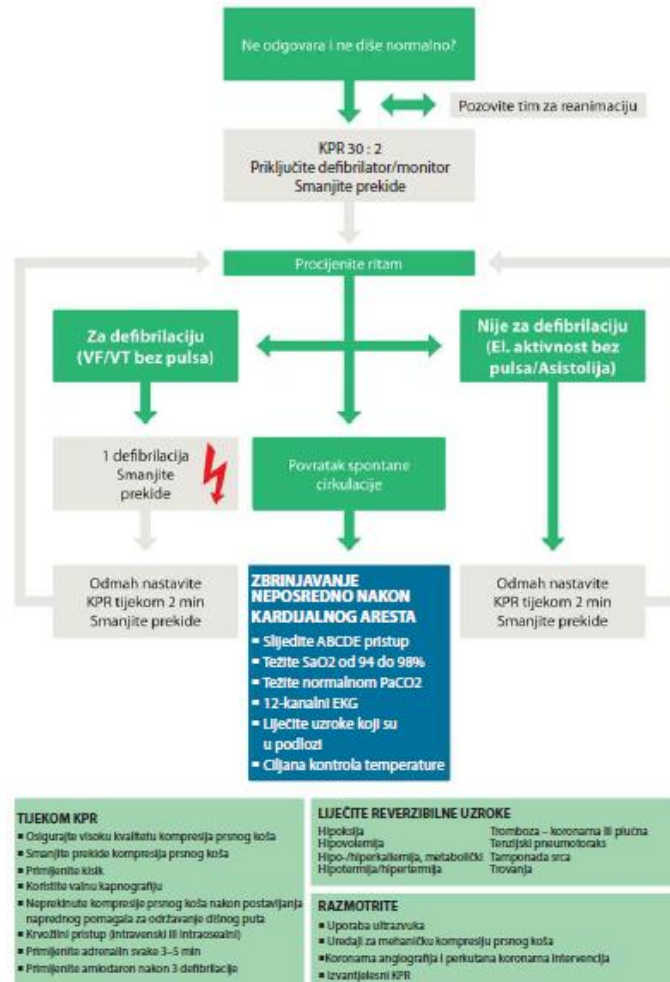 Ne odgovara i ne diše normalno?
Pozovite tim za reanimaciju
KPR 30 : 2
Priključite defibrilator/monitor
Smanjite prekide
Procijenite ritam
Za defibrilaciju
(VF/VT bez pulsa)
Nije za defibrilaciju
(El. aktivnost bez
pulsa/Asistolija)
1 defibrilacija
Smanjite
prekide
Povratak spontane
cirkulacije
Odmah nastavite
KPR tijekom 2 min
Smanjite prekide
ZBRINJAVANJE
NEPOSREDNO NAKON
KARDIJALNOG ARESTA
▪ Slijedite ABCDE pristup
▪ Težite SaO2 od 94 do 98%
▪ Težite normalnom PaCO2
▪ 12-kanalni EKG
▪ Liječite uzroke koji su
u podlozi
▪ Ciljana kontrola temperature
Odmah nastavite
KPR tijekom 2 min
Smanjite prekide
TIJEKOM KPR
▪ Osigurajte visoku kvalitetu kompresija prsnog koša
▪ Smanjite prekide kompresija prsnog koša
▪ Primijenite kisik
▪ Koristite valnu kapnografiju
▪ Neprekinute kompresije prsnog koša nakon postavljanja
naprednog pomagala za održavanje dišnog puta
▪ Krvožilni pristup (intravenski ili intraosealni)
▪ Primijenite adrenalin svake 3–5 min
▪ Primijenite amiodaron nakon 3 defibrilacije
LIJEČITE REVERZIBILNE UZROKE
Hipoksija
Hipovolemija
Hipo-/hiperkaliemija, metabolički
Hipotermija/hipertermija
Tromboza – koronarna ili plućna
Tenzijski pneumotoraks
Tamponada srca
Trovanja
RAZMOTRITE
▪ Uporaba ultrazvuka
▪ Uređaji za mehaničku kompresiju prsnog koša
▪ Koronarna angiografija i perkutana koronarna intervencija
▪ Izvantjelesni KPR